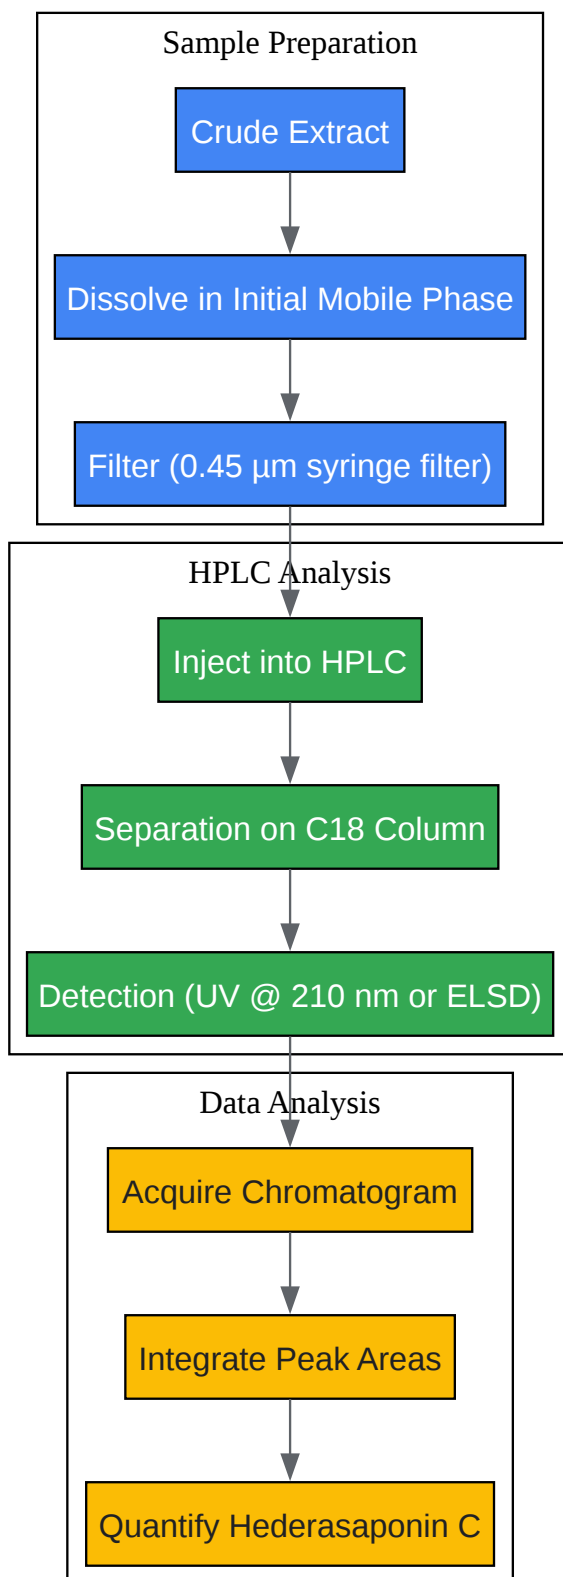 Sample Preparation
Crude Extract
Dissolve in Initial Mobile Phase
Filter (0.45 µm syringe filter)
HPLC Analysis
Inject into HPLC
Separation on C18 Column
Detection (UV @ 210 nm or ELSD)
Data Analysis
Acquire Chromatogram
Integrate Peak Areas
Quantify Hederasaponin C